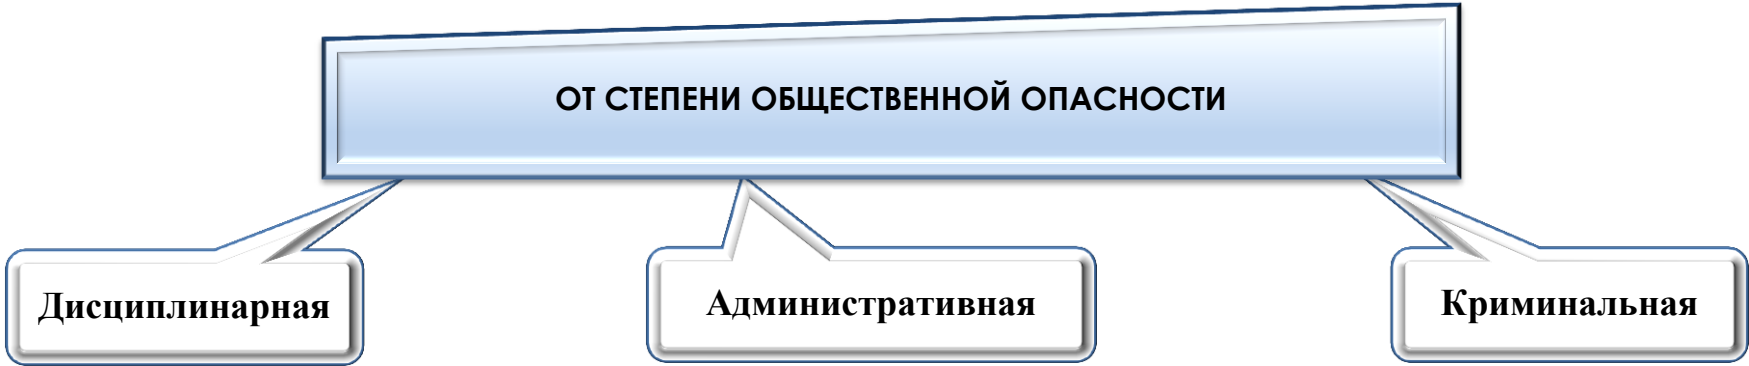 ОТ СТЕПЕНИ ОБЩЕСТВЕННОЙ ОПАСНОСТИ
Дисциплинарная
Административная
Криминальная